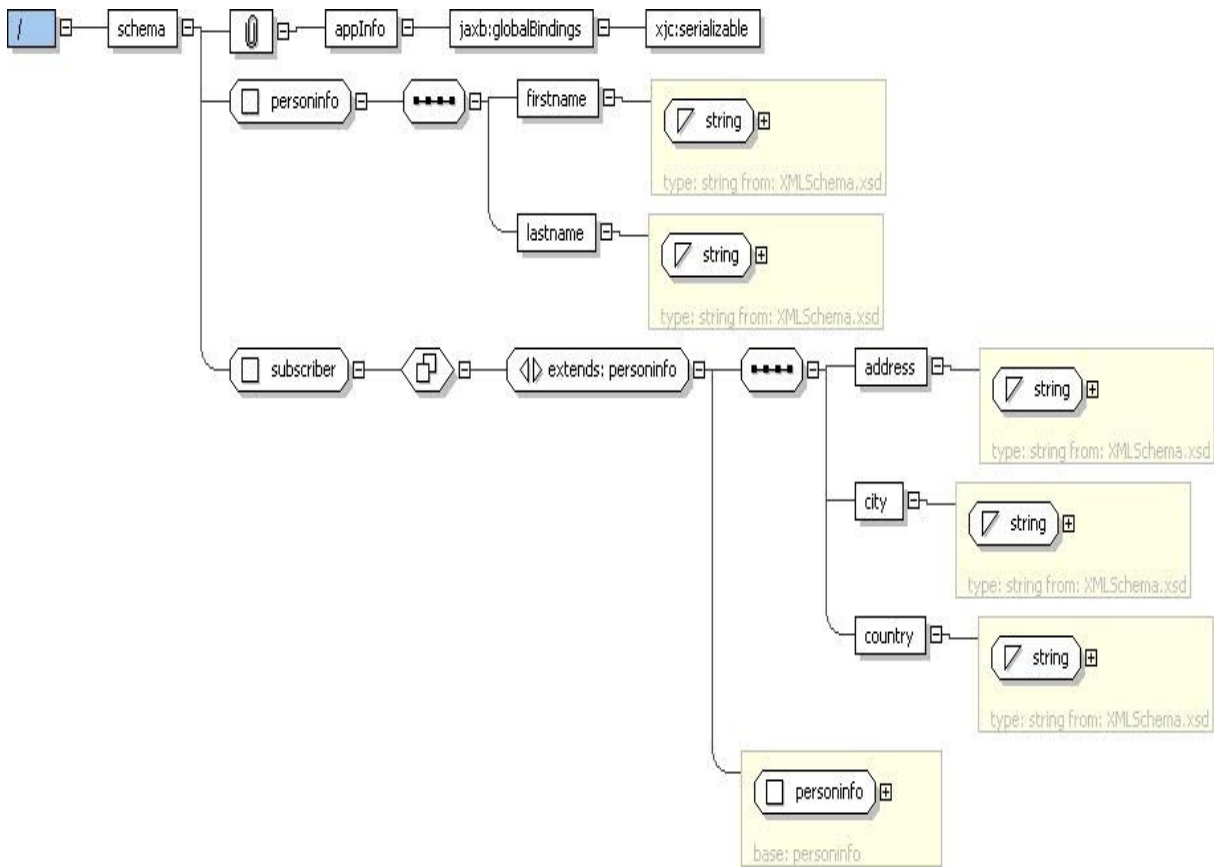 /
schema
appInfo
jaxb:globalBindings
xjc:serializable
personinfo
firstname
string
type: string from: XMLSchema.xsd
lastname
string
type: string from: XMLSchema.xsd
subscriber
extends: personinfo
address
string
type: string from: XMLSchema.xsd
city
string
type: string from: XMLSchema.xsd
country
string
type: string from: XMLSchema.xsd
personinfo
base: personinfo